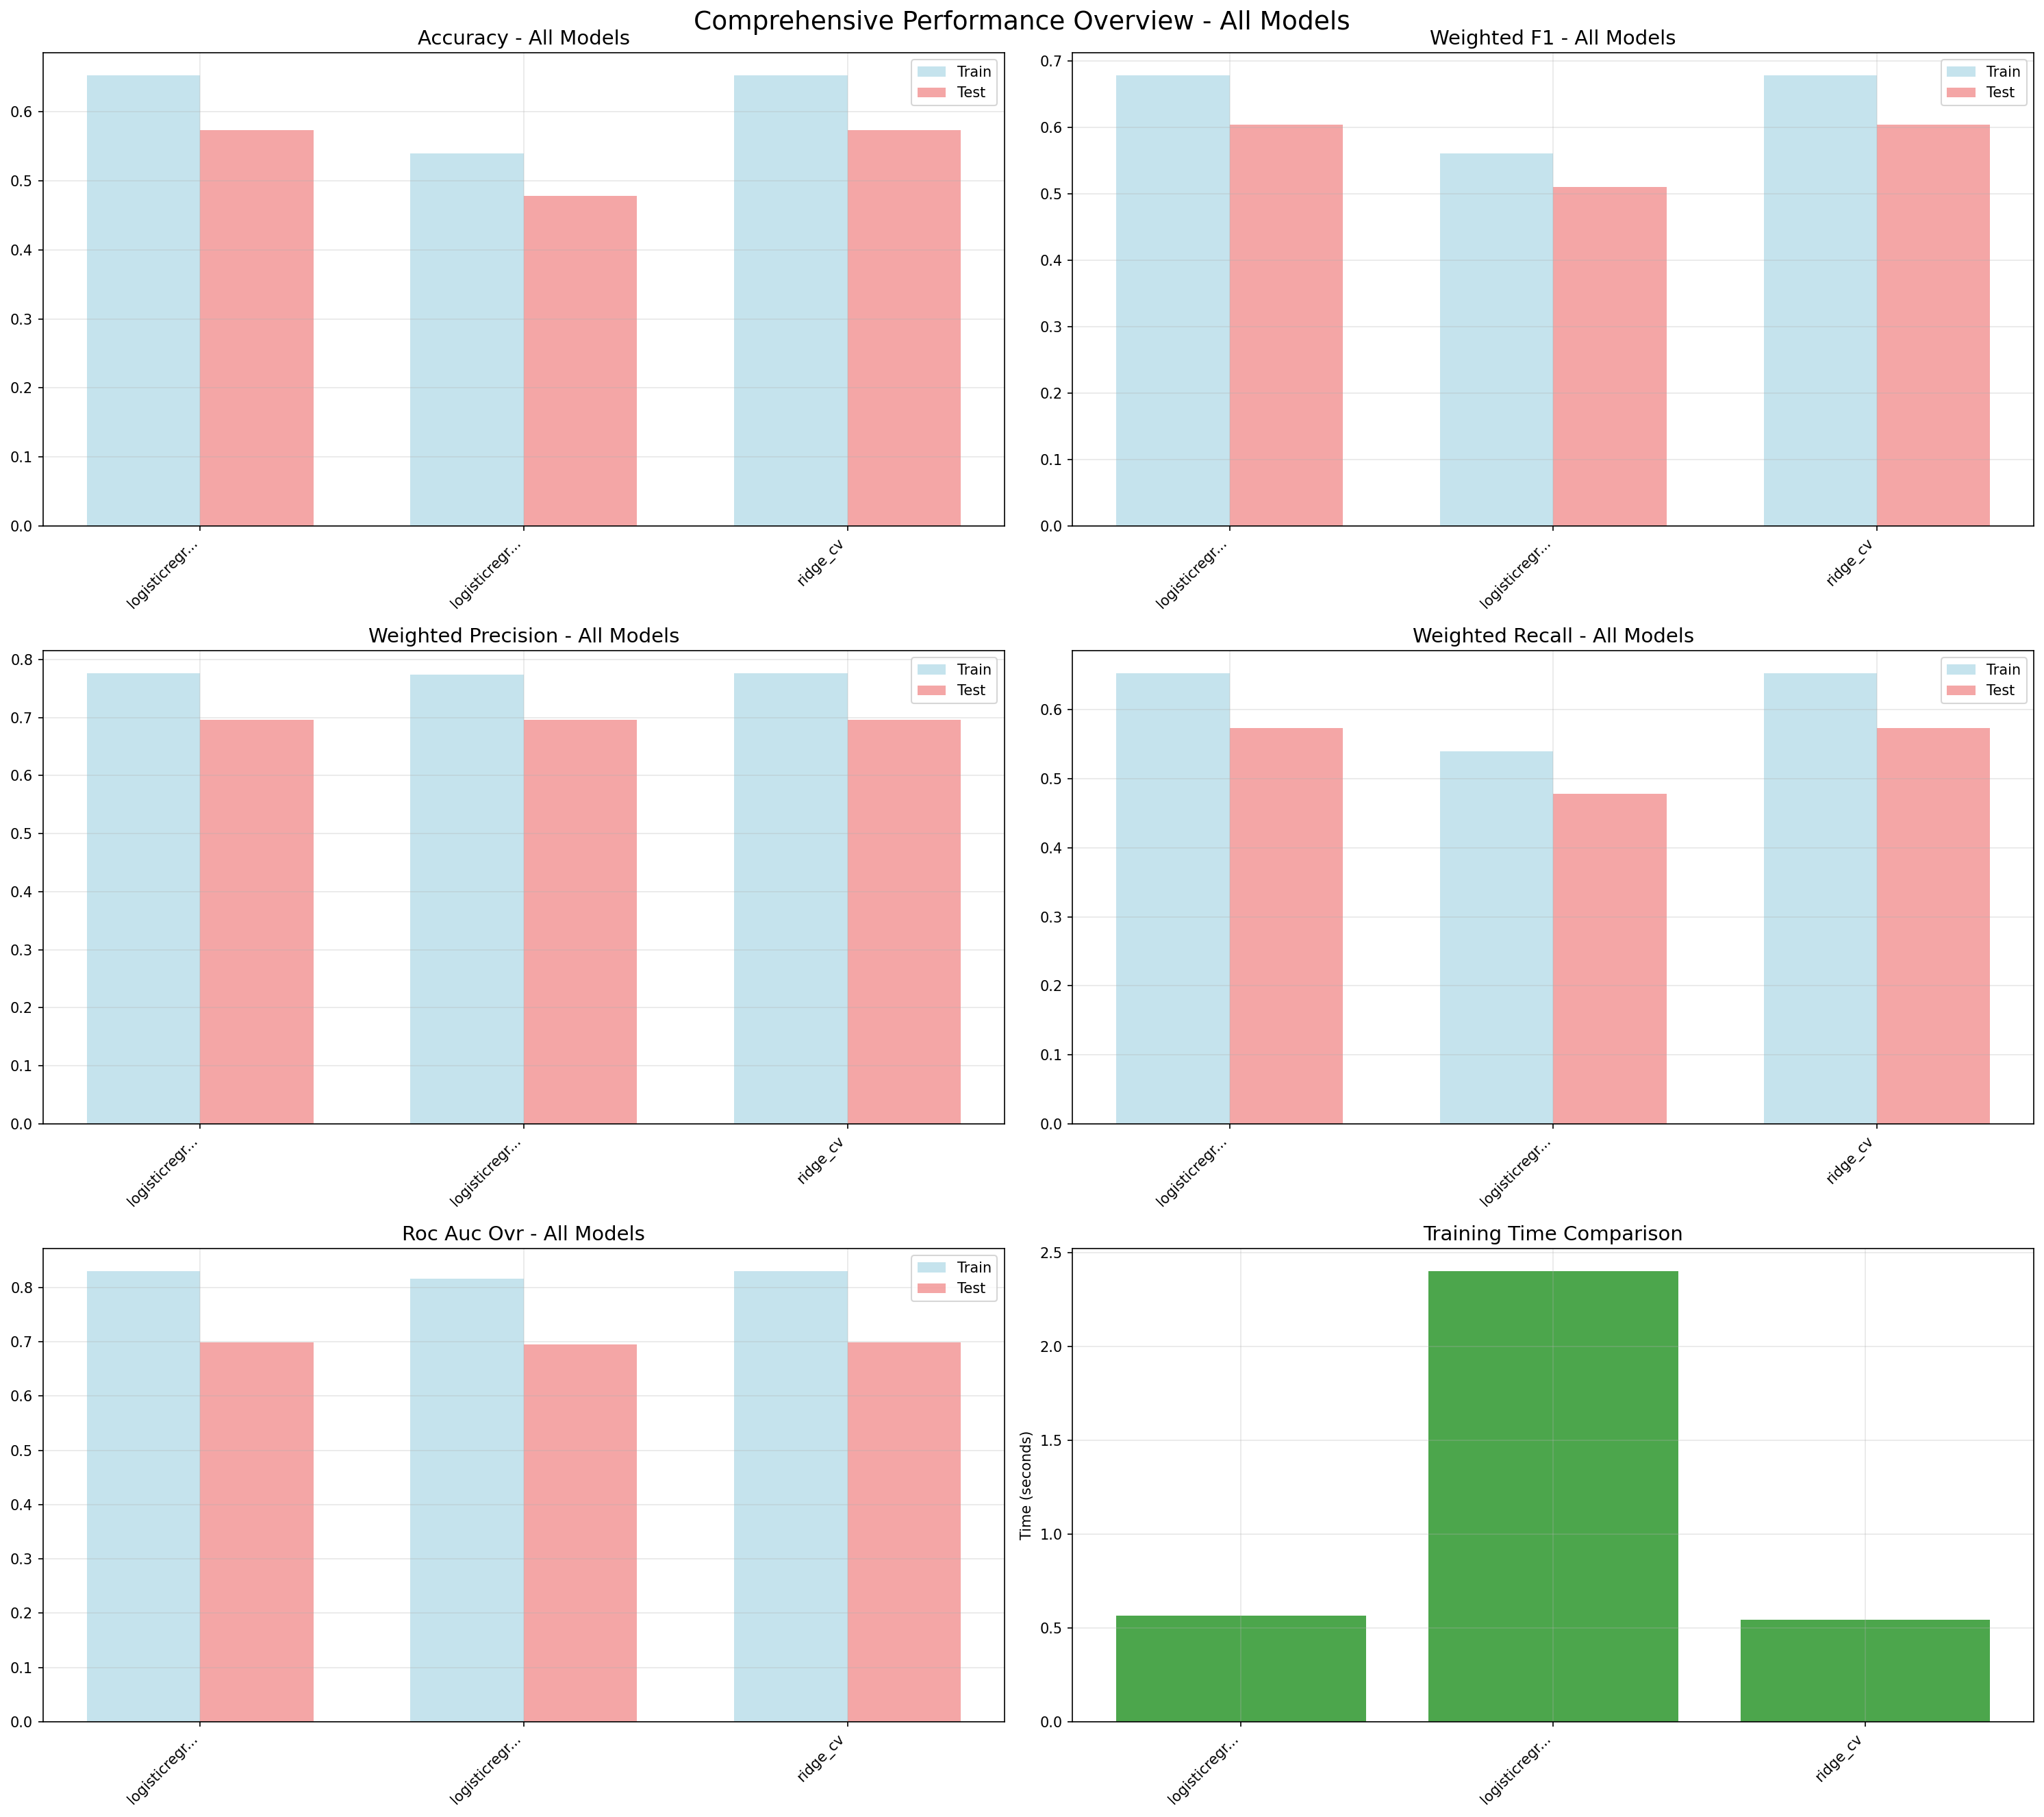 Comprehensive Performance Overview - All Models
Accuracy - All Models
Train
Test
0.6
0.5
0.4
0.3
0.2
0.1
0.0
logisticregr...
logisticregr...
ridge_cv
Weighted F1 - All Models
Train
Test
0.7
0.6
0.5
0.4
0.3
0.2
0.1
0.0
logisticregr...
logisticregr...
ridge_cv
Weighted Precision - All Models
Train
Test
0.8
0.7
0.6
0.5
0.4
0.3
0.2
0.1
0.0
logisticregr...
logisticregr...
ridge_cv
Weighted Recall - All Models
Train
Test
0.6
0.5
0.4
0.3
0.2
0.1
0.0
logisticregr...
logisticregr...
ridge_cv
Roc Auc Ovr - All Models
Train
Test
0.8
0.7
0.6
0.5
0.4
0.3
0.2
0.1
0.0
logisticregr...
logisticregr...
ridge_cv
Training Time Comparison
Time (seconds)
2.5
2.0
1.5
1.0
0.5
0.0
logisticregr...
logisticregr...
ridge_cv